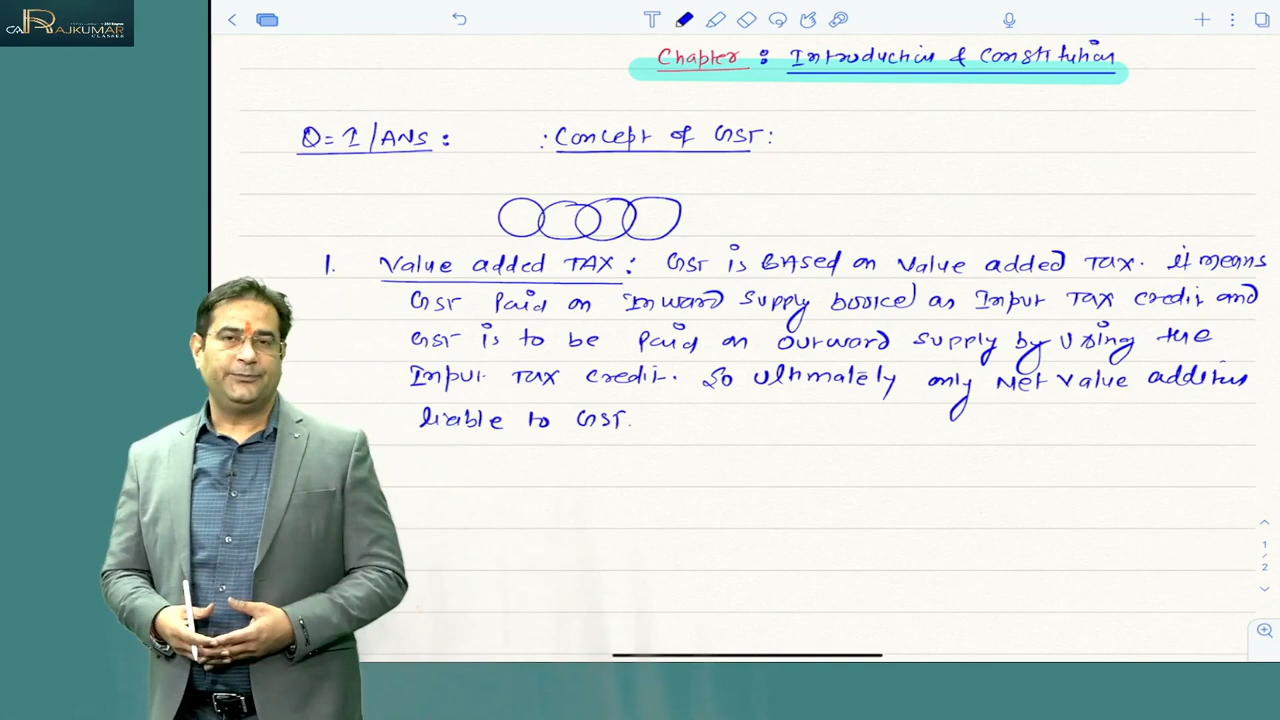 CA RAJKUMAR
CLASSES
Chapter : Introduction & Constitution
Q=1/ANS : : Concept of GST :
1. Value added TAX : GST is BASed on Value added TAX. it means
GST Paid on Inward Supply booked as Input TAX credit and
GST is to be Paid on Outward Supply by Using the
Input TAX credit. So ultimately only Net Value addition
liable to GST.
1
/
2